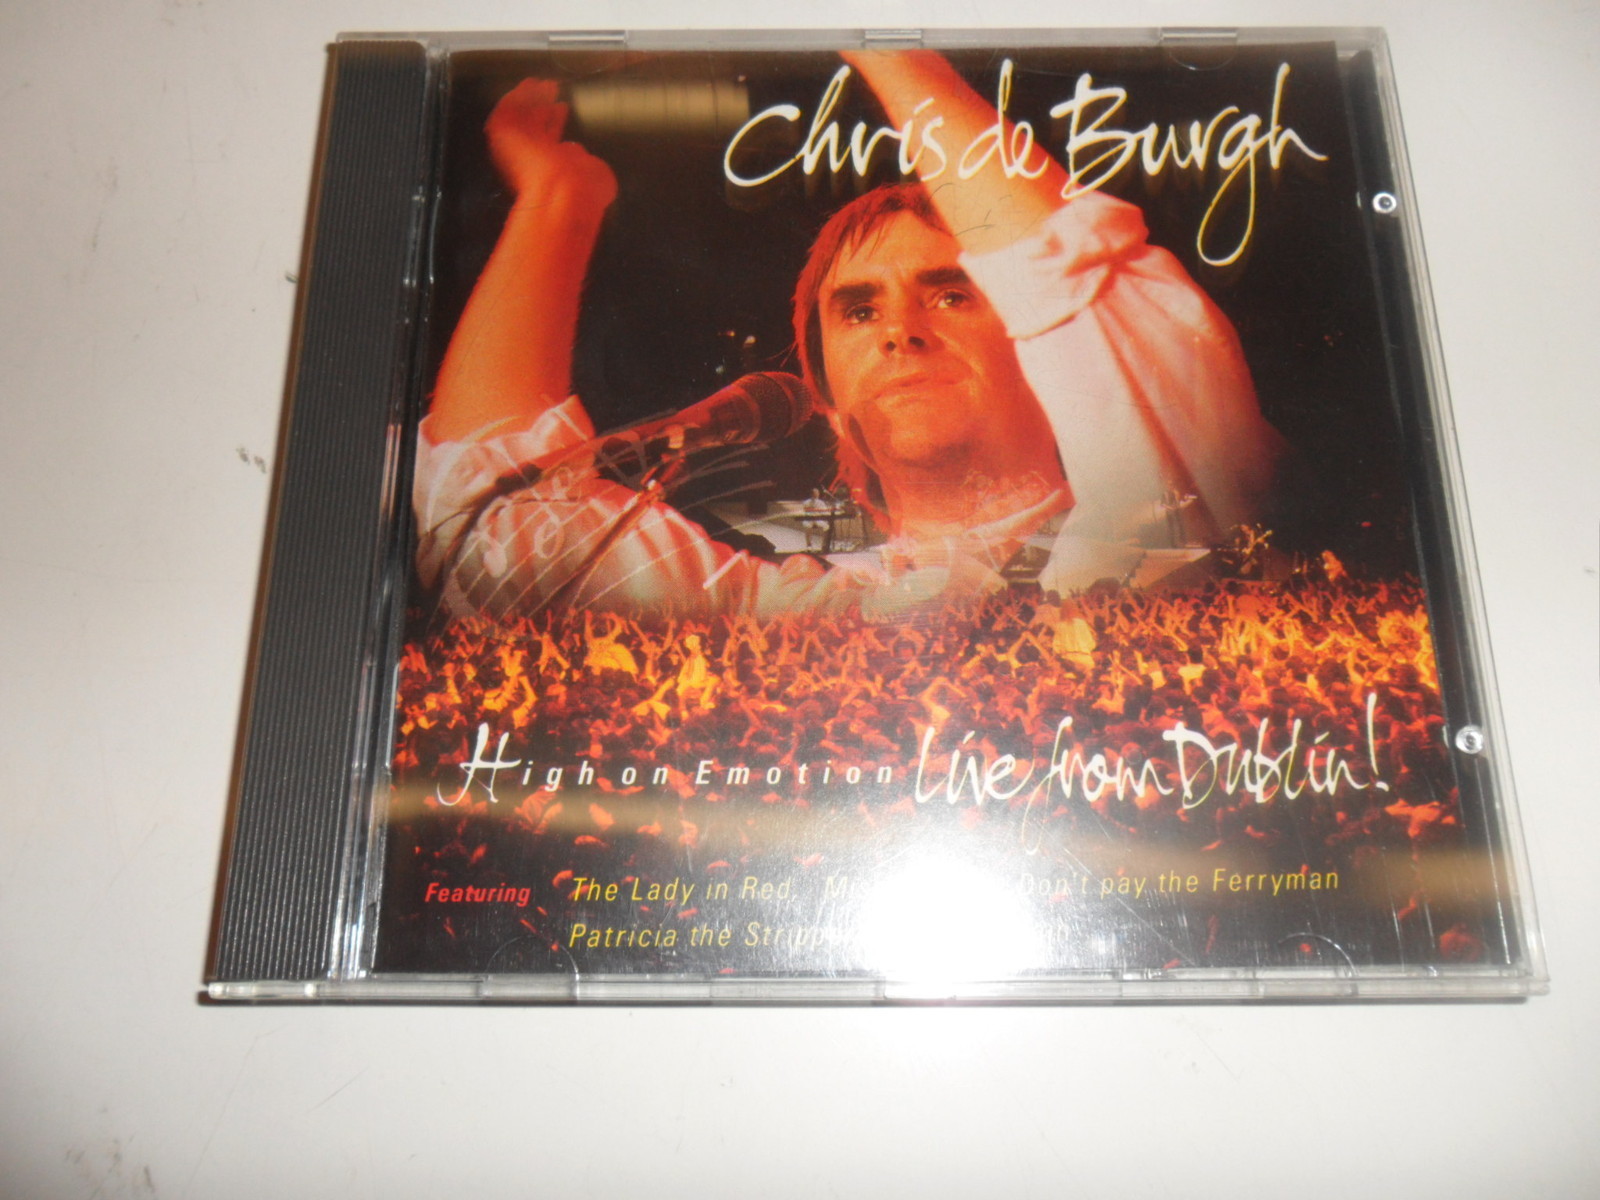 Chris de Burgh
High on Emotion Live from Dublin!
Featuring The Lady in Red, Don't pay the Ferryman
Patricia the Stripper